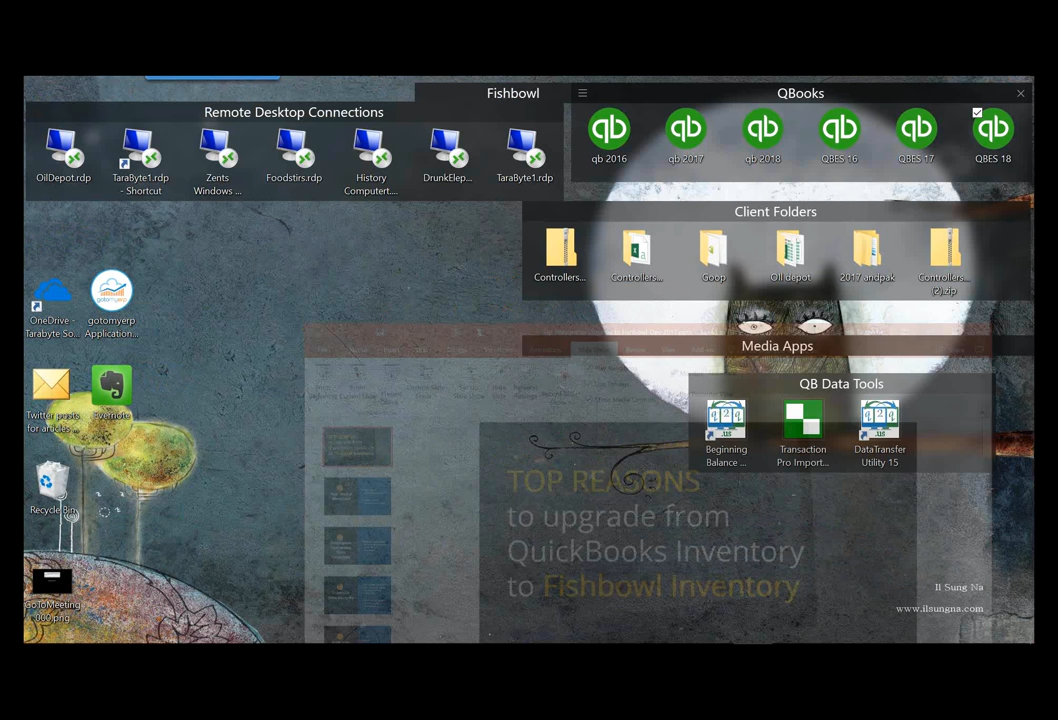 Fishbowl
QBooks
Remote Desktop Connections
qb 2016
qb 2017
qb 2018
QBES 16
QBES 17
QBES 18
OilDepot.rdp
TaraByte1.rdp
- Shortcut
Zents
Windows ...
Foodstirs.rdp
History
Computert....
DrunkElep...
TaraByte1.rdp
Client Folders
Controllers...
Controllers...
Goop
OIl depot
2017 andpak
Controllers...
(2).zip
OneDrive -
Tarabyte So...
gotomyerp
gotomyerp
Application...
Media Apps
QB Data Tools
Twitter posts
for articles ...
Evernote
Beginning
Balance ...
Transaction
Pro Import...
DataTransfer
Utility 15
Recycle Bin
TOP REASONS
to upgrade from
QuickBooks Inventory
to Fishbowl Inventory
GoToMeeting
000.png
Il Sung Na
www.ilsungna.com